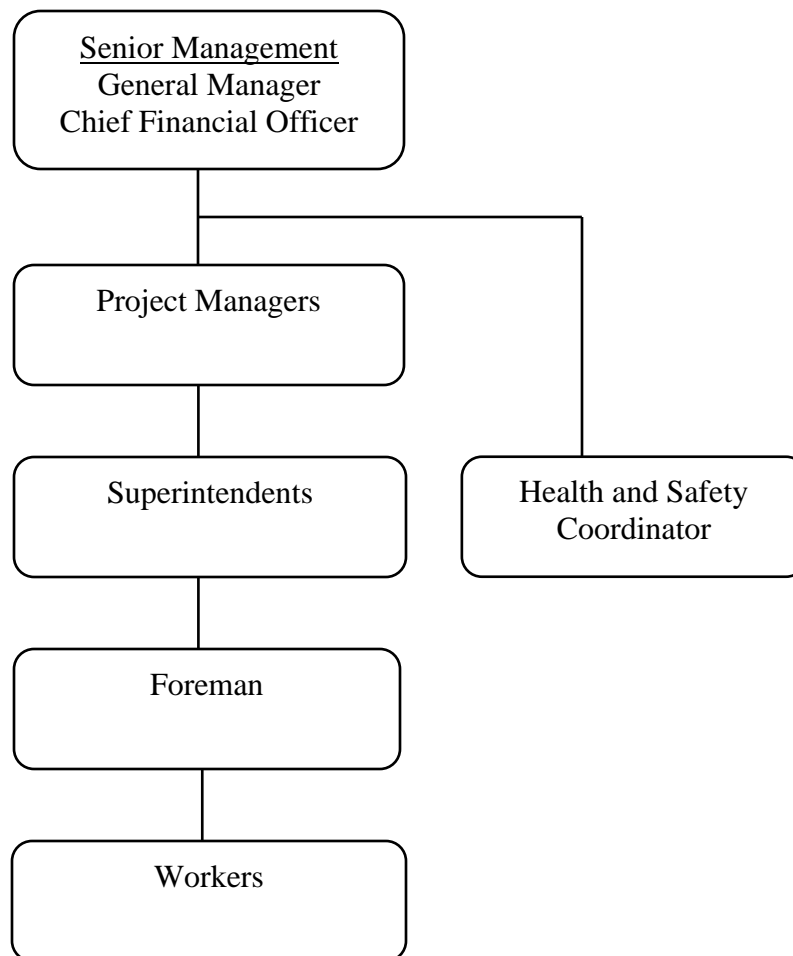 Senior Management
General Manager
Chief Financial Officer
Project Managers
Superintendents
Health and Safety
Coordinator
Foreman
Workers